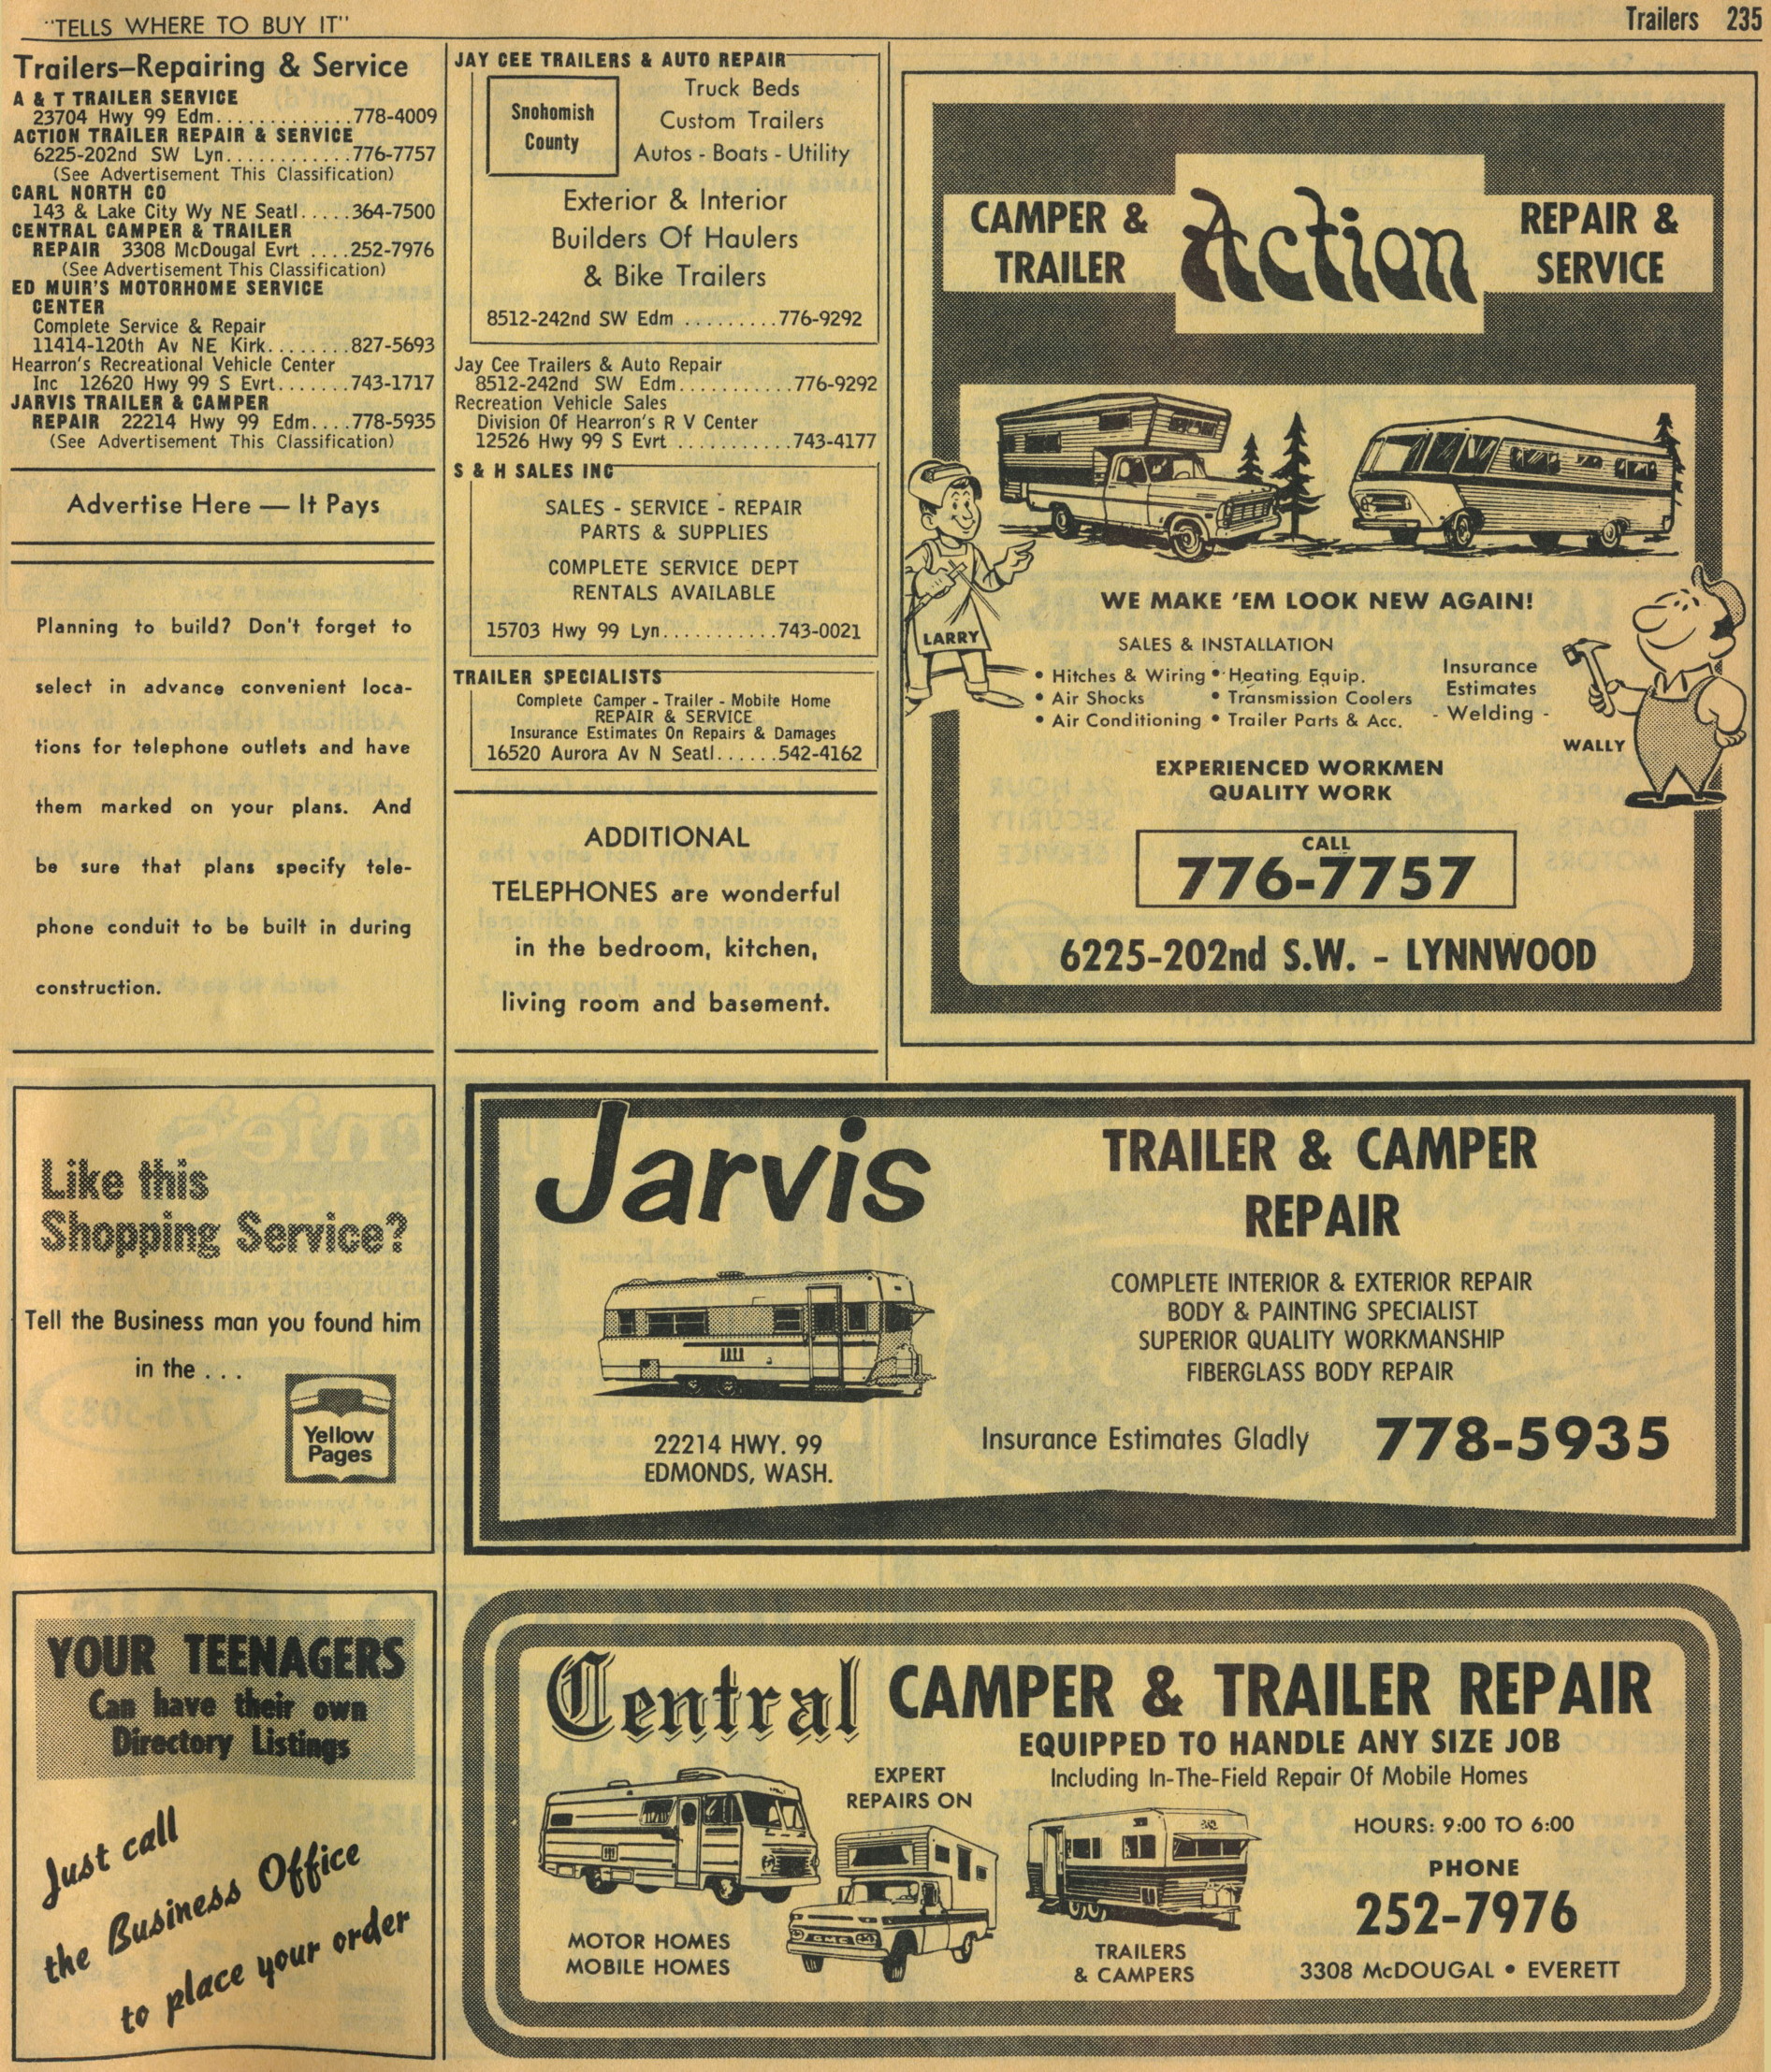 "TELLS WHERE TO BUY IT"
Trailers 235
Trailers–Repairing & Service
A & T TRAILER SERVICE
23704 Hwy 99 Edm.............778-4009
ACTION TRAILER REPAIR & SERVICE
6225-202nd SW Lyn............776-7757
(See Advertisement This Classification)
CARL NORTH CO
143 & Lake City Wy NE Seatl.....364-7500
CENTRAL CAMPER & TRAILER
REPAIR 3308 McDougal Evrt ....252-7976
(See Advertisement This Classification)
ED MUIR'S MOTORHOME SERVICE
CENTER
Complete Service & Repair
11414-120th Av NE Kirk........827-5693
Hearron's Recreational Vehicle Center
Inc 12620 Hwy 99 S Evrt.......743-1717
JARVIS TRAILER & CAMPER
REPAIR 22214 Hwy 99 Edm....778-5935
(See Advertisement This Classification)
Advertise Here — It Pays
Planning to build? Don't forget to
select in advance convenient loca-
tions for telephone outlets and have
them marked on your plans. And
be sure that plans specify tele-
phone conduit to be built in during
construction.
JAY CEE TRAILERS & AUTO REPAIR
Snohomish
County
Truck Beds
Custom Trailers
Autos - Boats - Utility
Exterior & Interior
Builders Of Haulers
& Bike Trailers
8512-242nd SW Edm .........776-9292
Jay Cee Trailers & Auto Repair
8512-242nd SW Edm...........776-9292
Recreation Vehicle Sales
Division Of Hearron's R V Center
12526 Hwy 99 S Evrt ...........743-4177
S & H SALES INC
SALES - SERVICE - REPAIR
PARTS & SUPPLIES
COMPLETE SERVICE DEPT
RENTALS AVAILABLE
15703 Hwy 99 Lyn...........743-0021
TRAILER SPECIALISTS
Complete Camper - Trailer - Mobile Home
REPAIR & SERVICE
Insurance Estimates On Repairs & Damages
16520 Aurora Av N Seatl......542-4162
ADDITIONAL
TELEPHONES are wonderful
in the bedroom, kitchen,
living room and basement.
CAMPER &
TRAILER
Action
REPAIR &
SERVICE
LARRY
WE MAKE 'EM LOOK NEW AGAIN!
SALES & INSTALLATION
• Hitches & Wiring • Heating Equip.
• Air Shocks • Transmission Coolers
• Air Conditioning • Trailer Parts & Acc.
Insurance
Estimates
- Welding -
WALLY
EXPERIENCED WORKMEN
QUALITY WORK
CALL
776-7757
6225-202nd S.W. - LYNNWOOD
Like this
Shopping Service?
Tell the Business man you found him
in the . . .
Yellow
Pages
Jarvis
TRAILER & CAMPER
REPAIR
COMPLETE INTERIOR & EXTERIOR REPAIR
BODY & PAINTING SPECIALIST
SUPERIOR QUALITY WORKMANSHIP
FIBERGLASS BODY REPAIR
22214 HWY. 99
EDMONDS, WASH.
Insurance Estimates Gladly
778-5935
YOUR TEENAGERS
Can have their own
Directory Listings
Just call
the Business Office
to place your order
Central CAMPER & TRAILER REPAIR
EQUIPPED TO HANDLE ANY SIZE JOB
Including In-The-Field Repair Of Mobile Homes
EXPERT
REPAIRS ON
GMC
MOTOR HOMES
MOBILE HOMES
TRAILERS
& CAMPERS
HOURS: 9:00 TO 6:00
PHONE
252-7976
3308 McDOUGAL • EVERETT